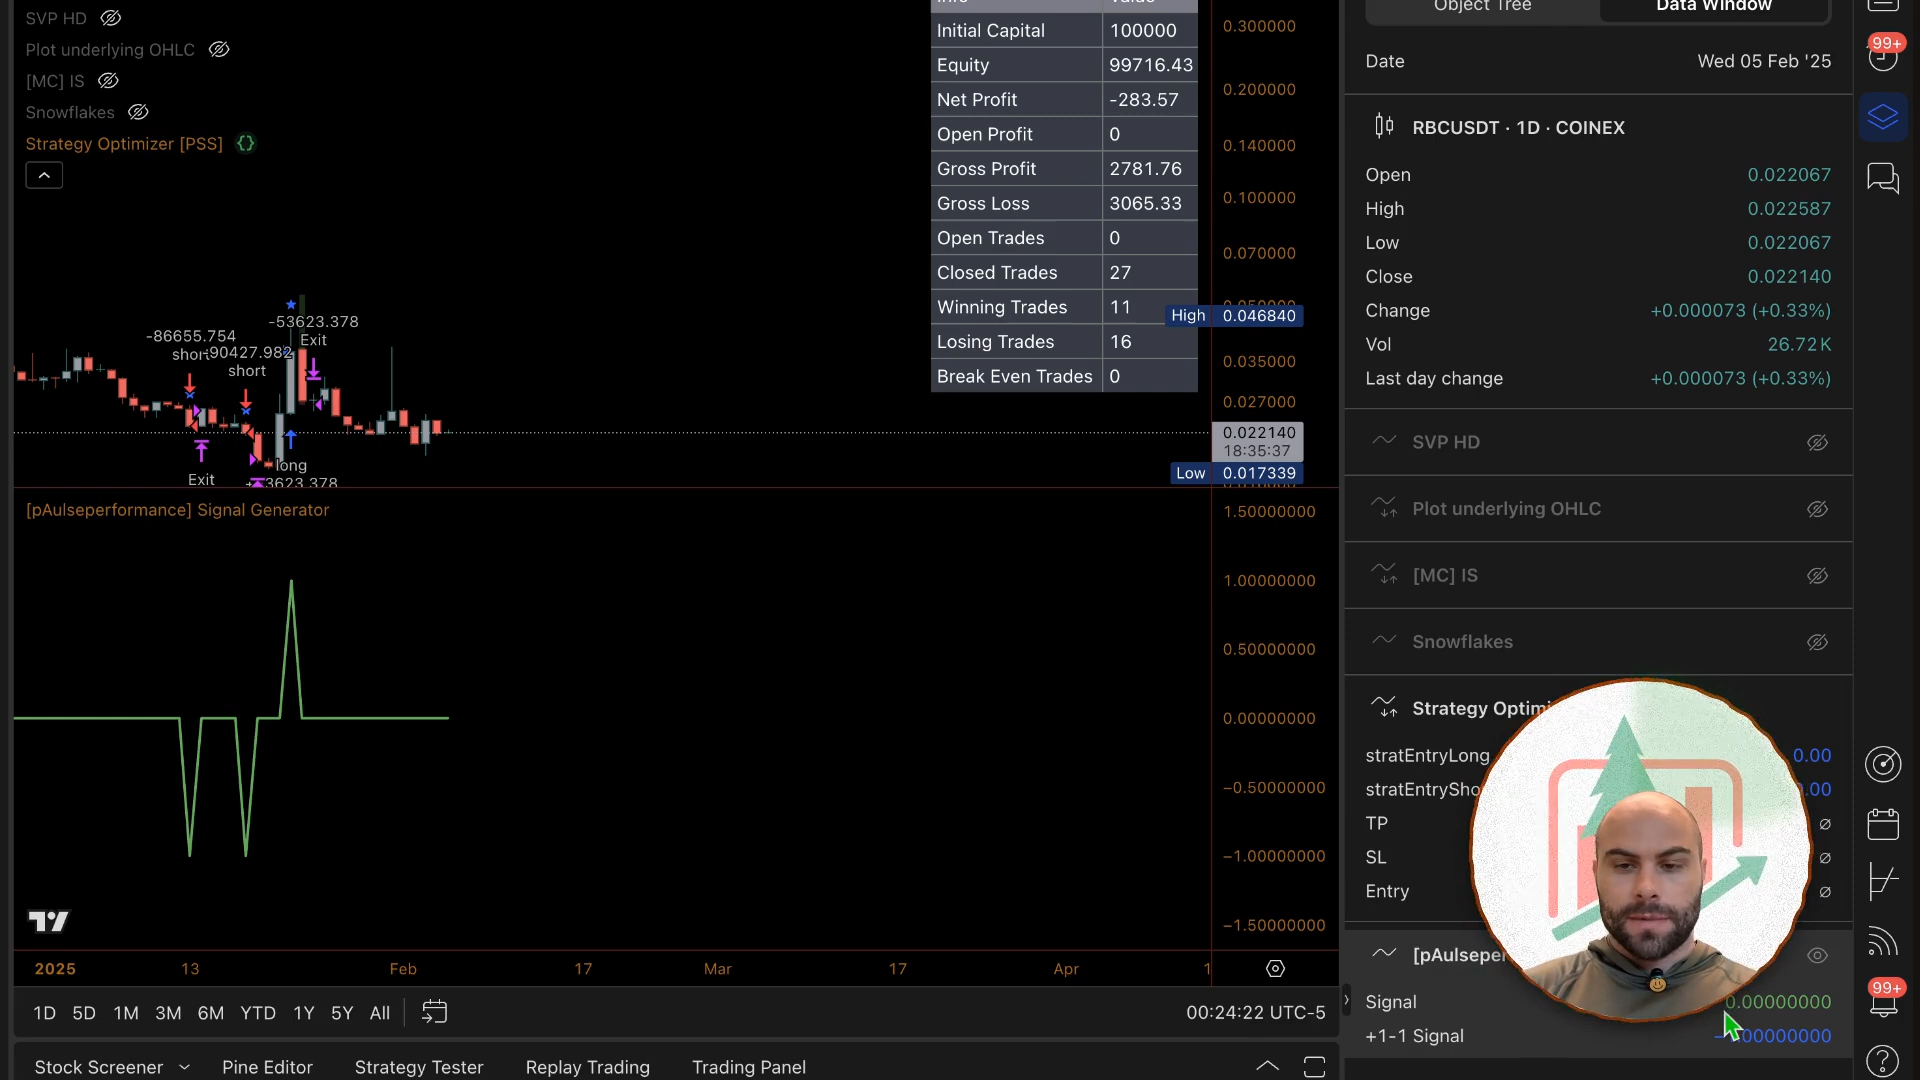 SVP HD
Plot underlying OHLC
[MC] IS
Snowflakes
Strategy Optimizer [PSS] {}
Initial Capital 100000
Equity 99716.43
Net Profit -283.57
Open Profit 0
Gross Profit 2781.76
Gross Loss 3065.33
Open Trades 0
Closed Trades 27
Winning Trades 11
Losing Trades 16
Break Even Trades 0
0.300000
0.200000
0.140000
0.100000
0.070000
High 0.046840
0.035000
0.027000
0.022140
18:35:37
Low 0.017339
-86655.754
short
-90427.982
short
-53623.378
Exit
Exit
long
+53623.378
[pAulseperformance] Signal Generator
1.50000000
1.00000000
0.50000000
0.00000000
−0.50000000
−1.00000000
−1.50000000
2025 13 Feb 17 Mar 17 Apr 1
1D 5D 1M 3M 6M YTD 1Y 5Y All
00:24:22 UTC-5
Stock Screener Pine Editor Strategy Tester Replay Trading Trading Panel
Object Tree Data Window
Date Wed 05 Feb '25
RBCUSDT · 1D · COINEX
Open 0.022067
High 0.022587
Low 0.022067
Close 0.022140
Change +0.000073 (+0.33%)
Vol 26.72K
Last day change +0.000073 (+0.33%)
SVP HD
Plot underlying OHLC
[MC] IS
Snowflakes
Strategy Optimi
stratEntryLong 0.00
stratEntrySho .00
TP ∅
SL ∅
Entry ∅
[pAulseper
Signal 0.00000000
+1-1 Signal 00000000
99+
99+